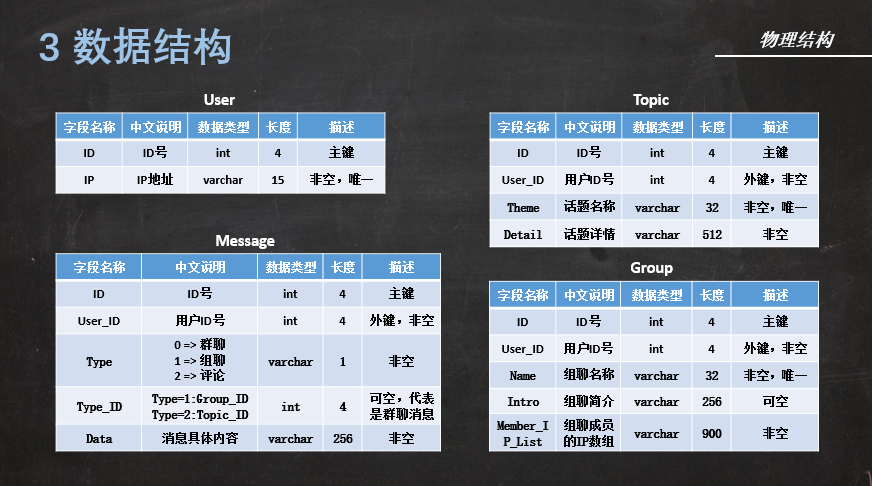 3 数据结构
物理结构
User
字段名称 中文说明 数据类型 长度 描述
ID ID号 int 4 主键
IP IP地址 varchar 15 非空，唯一
Message
字段名称 中文说明 数据类型 长度 描述
ID ID号 int 4 主键
User_ID 用户ID号 int 4 外键，非空
Type 0 => 群聊 varchar 1 非空
1 => 组聊
2 => 评论
Type_ID Type=1:Group_ID int 4 可空，代表
Type=2:Topic_ID 是群聊消息
Data 消息具体内容 varchar 256 非空
Topic
字段名称 中文说明 数据类型 长度 描述
ID ID号 int 4 主键
User_ID 用户ID号 int 4 外键，非空
Theme 话题名称 varchar 32 非空，唯一
Detail 话题详情 varchar 512 非空
Group
字段名称 中文说明 数据类型 长度 描述
ID ID号 int 4 主键
User_ID 用户ID号 int 4 外键，非空
Name 组聊名称 varchar 32 非空，唯一
Intro 组聊简介 varchar 256 可空
Member_I 组聊成员 varchar 900 非空
P_List 的IP数组